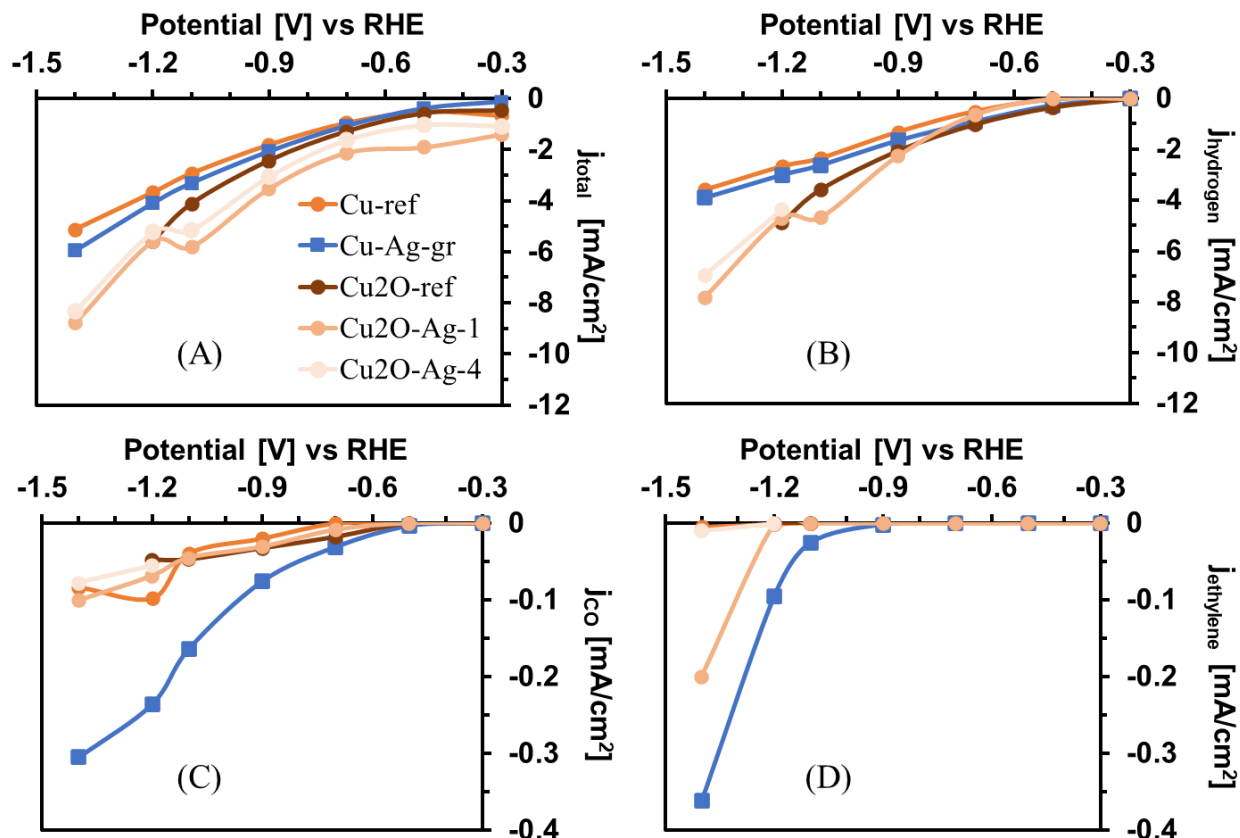 Potential [V] vs RHE
-1.5 -1.2 -0.9 -0.6 -0.3
0
-2
-4
-6
-8
-10
-12
j_total [mA/cm²]
Cu-ref
Cu-Ag-gr
Cu2O-ref
Cu2O-Ag-1
Cu2O-Ag-4
(A)
Potential [V] vs RHE
-1.5 -1.2 -0.9 -0.6 -0.3
0
-2
-4
-6
-8
-10
-12
j_hydrogen [mA/cm²]
(B)
Potential [V] vs RHE
-1.5 -1.2 -0.9 -0.6 -0.3
0
-0.1
-0.2
-0.3
-0.4
j_co [mA/cm²]
(C)
Potential [V] vs RHE
-1.5 -1.2 -0.9 -0.6 -0.3
0
-0.1
-0.2
-0.3
-0.4
j_ethylene [mA/cm²]
(D)